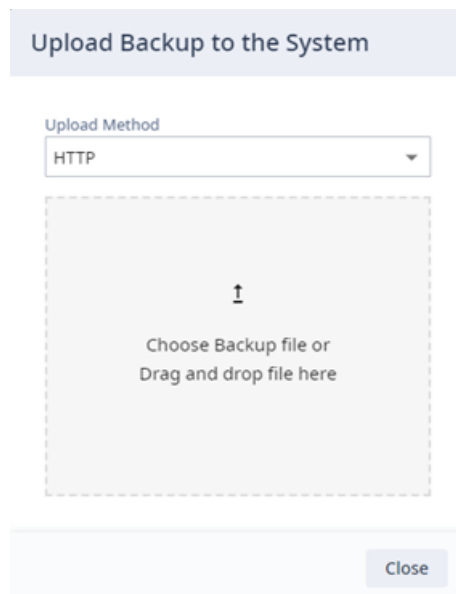 Upload Backup to the System
Upload Method
HTTP
Choose Backup file or
Drag and drop file here
Close